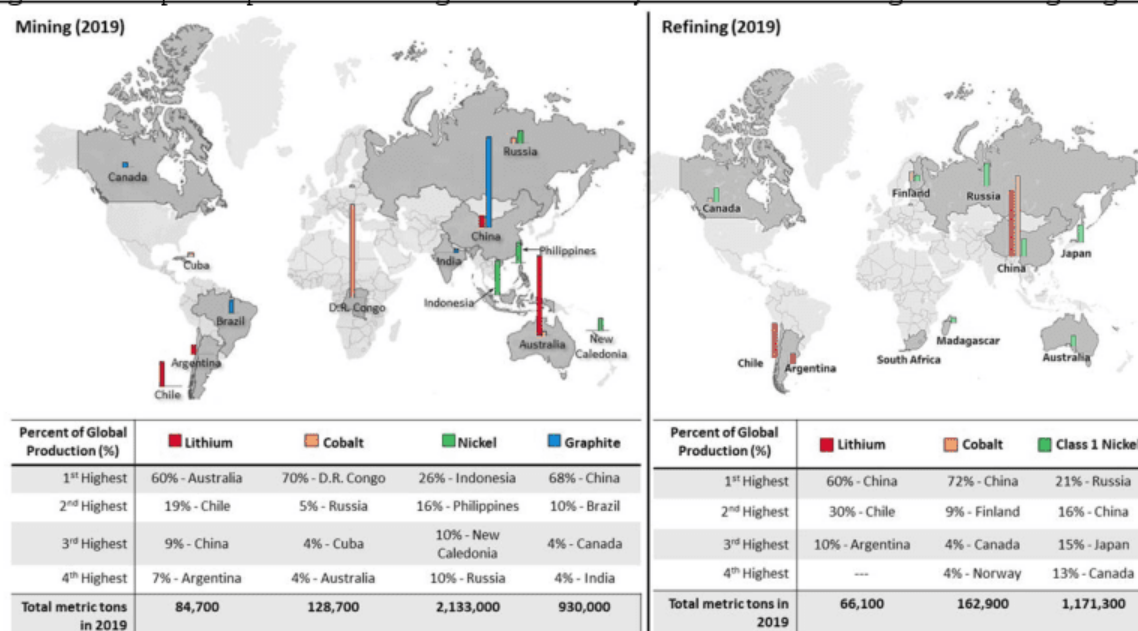 Mining (2019)
Canada
Cuba
Brazil
Argentina
Chile
D.R. Congo
Russia
China
India
Philippines
Indonesia
Australia
New
Caledonia
Percent of Global
Production (%)
Lithium
Cobalt
Nickel
Graphite
1st Highest
60% - Australia
70% - D.R. Congo
26% - Indonesia
68% - China
2nd Highest
19% - Chile
5% - Russia
16% - Philippines
10% - Brazil
3rd Highest
9% - China
4% - Cuba
10% - New
Caledonia
4% - Canada
4th Highest
7% - Argentina
4% - Australia
10% - Russia
4% - India
Total metric tons
in 2019
84,700
128,700
2,133,000
930,000
Refining (2019)
Canada
Finland
Russia
China
Japan
Chile
Argentina
South Africa
Madagascar
Australia
Percent of Global
Production (%)
Lithium
Cobalt
Class 1 Nickel
1st Highest
60% - China
72% - China
21% - Russia
2nd Highest
30% - Chile
9% - Finland
16% - China
3rd Highest
10% - Argentina
4% - Canada
15% - Japan
4th Highest
---
4% - Norway
13% - Canada
Total metric tons in
2019
66,100
162,900
1,171,300